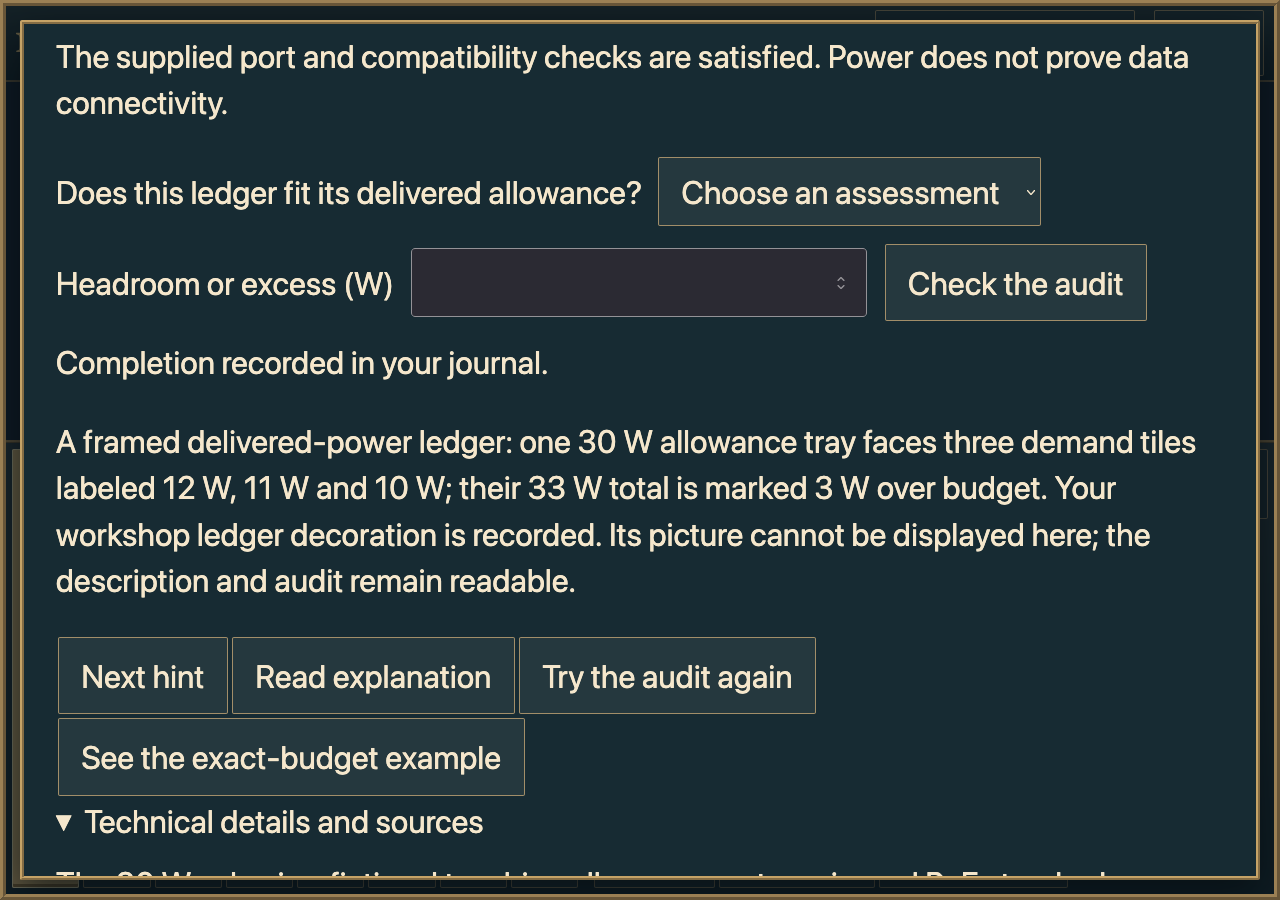 The supplied port and compatibility checks are satisfied. Power does not prove data
connectivity.
Does this ledger fit its delivered allowance? Choose an assessment
Headroom or excess (W) Check the audit
Completion recorded in your journal.
A framed delivered-power ledger: one 30 W allowance tray faces three demand tiles
labeled 12 W, 11 W and 10 W; their 33 W total is marked 3 W over budget. Your
workshop ledger decoration is recorded. Its picture cannot be displayed here; the
description and audit remain readable.
Next hint Read explanation Try the audit again
See the exact-budget example
▼ Technical details and sources